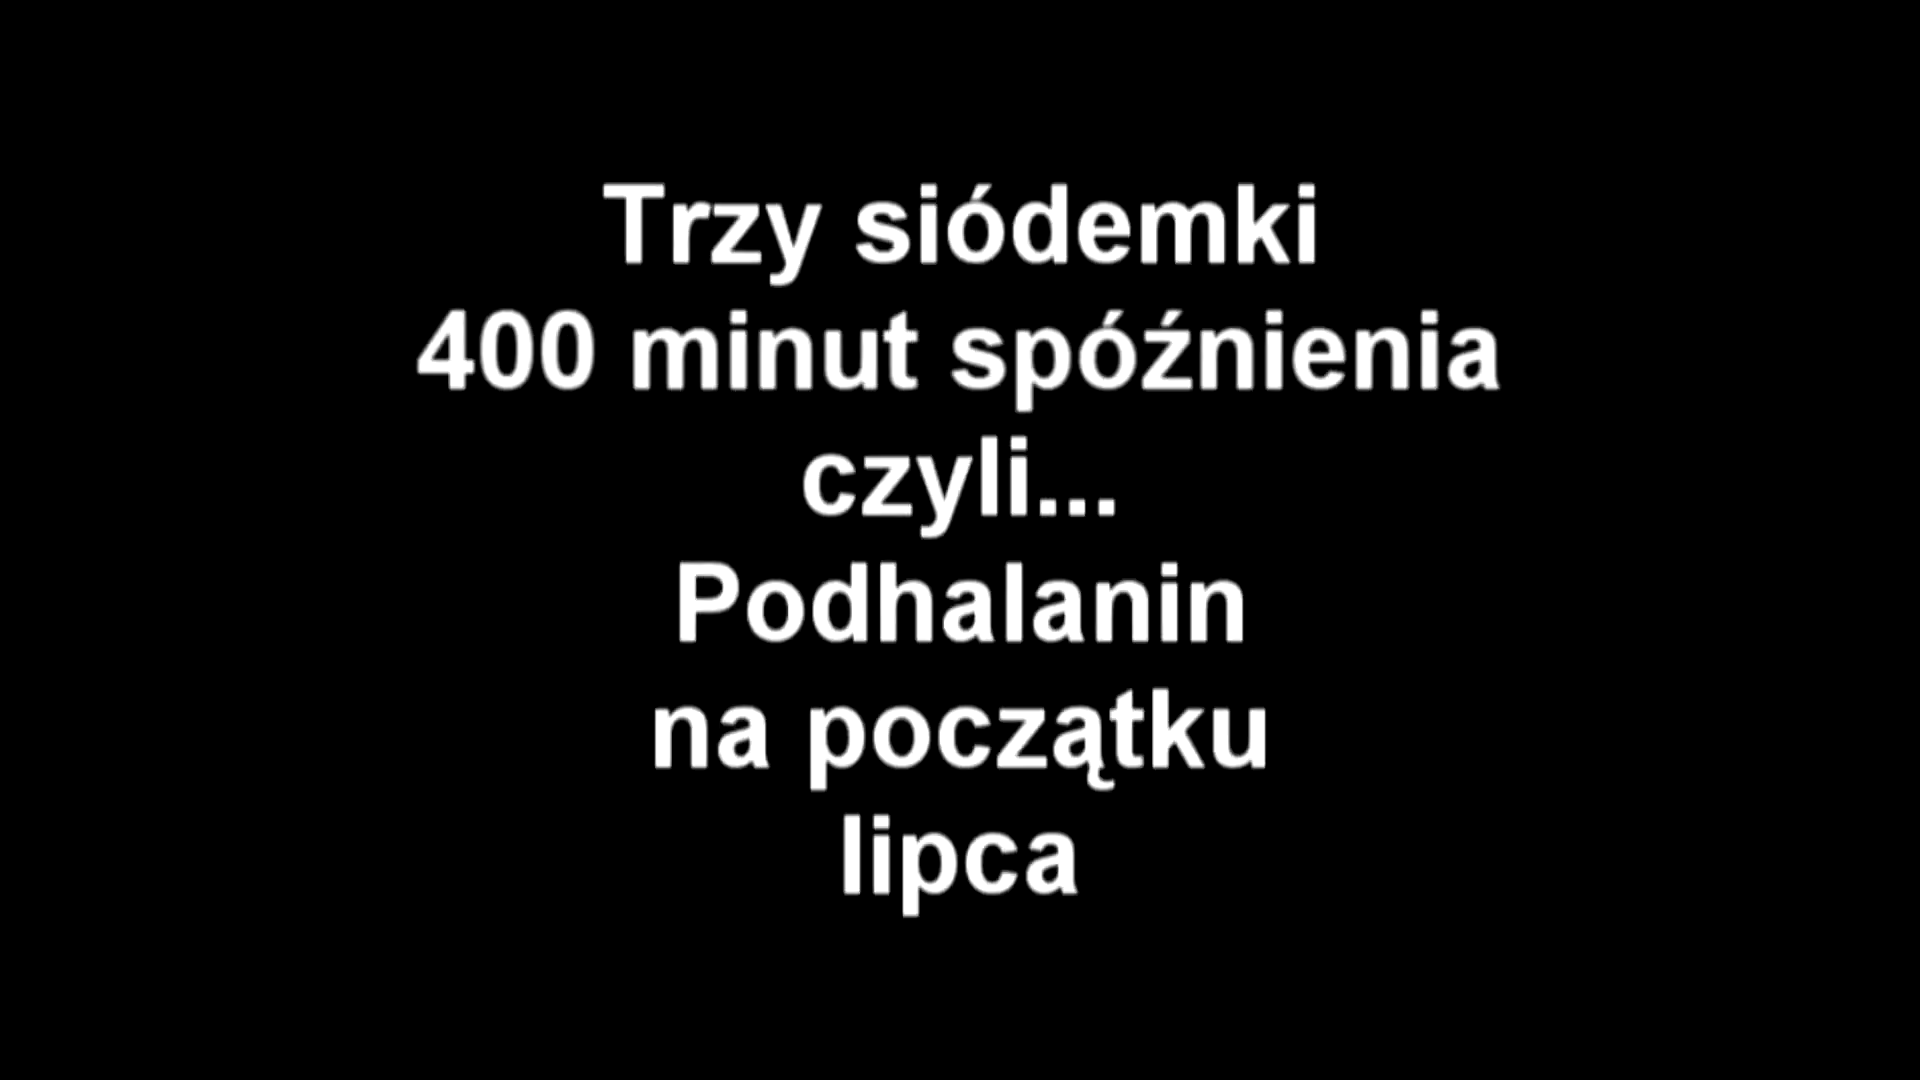 Trzy siódemki
400 minut spóźnienia
czyli...
Podhalanin
na początku
lipca